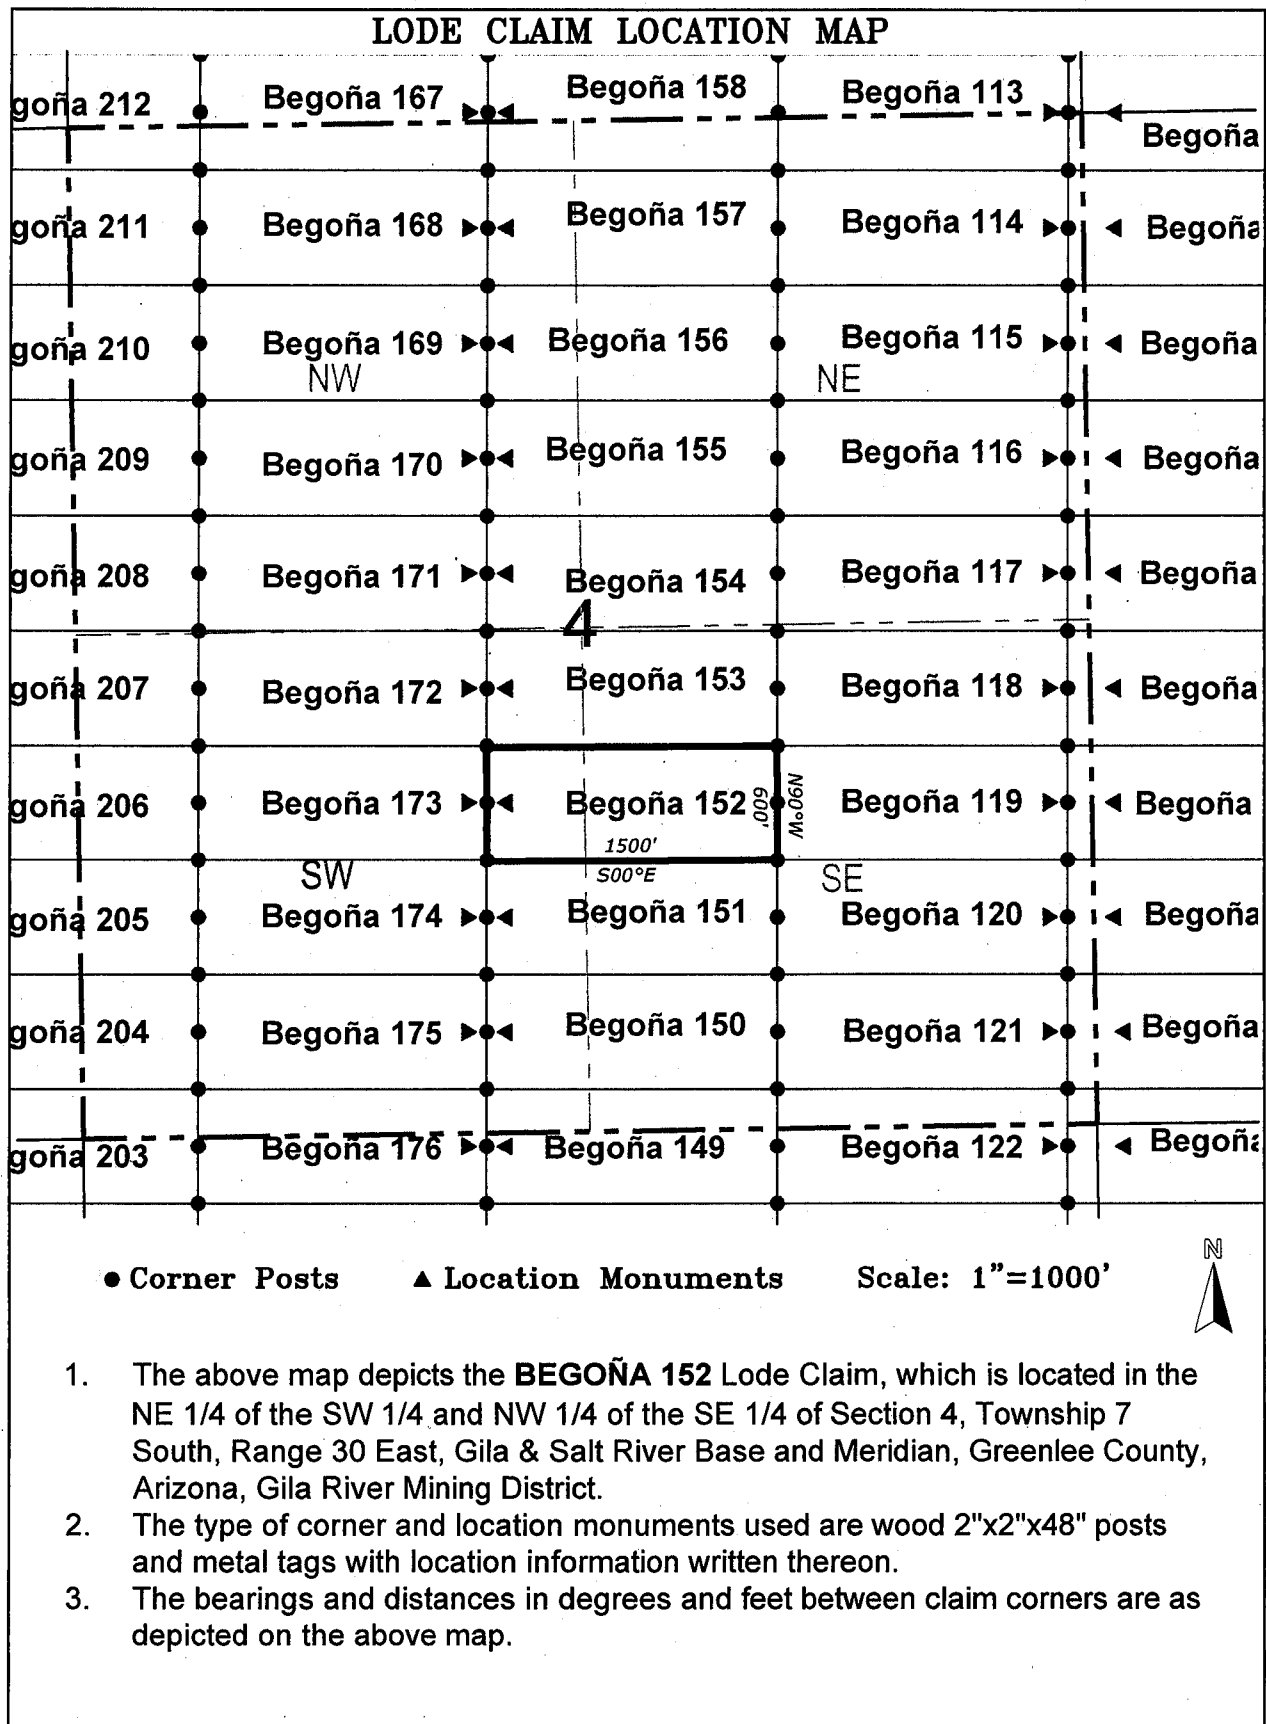 LODE CLAIM LOCATION MAP
goña 212 Begoña 167 Begoña 158 Begoña 113
Begoña
goña 211 Begoña 168 Begoña 157 Begoña 114 Begoña
goña 210 Begoña 169 Begoña 156 Begoña 115 Begoña
NW NE
goña 209 Begoña 170 Begoña 155 Begoña 116 Begoña
goña 208 Begoña 171 Begoña 154 Begoña 117 Begoña
4
goña 207 Begoña 172 Begoña 153 Begoña 118 Begoña
goña 206 Begoña 173 Begoña 152 600' N90°W Begoña 119 Begoña
1500'
SW S00°E SE
goña 205 Begoña 174 Begoña 151 Begoña 120 Begoña
goña 204 Begoña 175 Begoña 150 Begoña 121 Begoña
goña 203 Begoña 176 Begoña 149 Begoña 122 Begoña
N
Corner Posts Location Monuments Scale: 1"=1000'
1. The above map depicts the BEGOÑA 152 Lode Claim, which is located in the
NE 1/4 of the SW 1/4 and NW 1/4 of the SE 1/4 of Section 4, Township 7
South, Range 30 East, Gila & Salt River Base and Meridian, Greenlee County,
Arizona, Gila River Mining District.
2. The type of corner and location monuments used are wood 2"x2"x48" posts
and metal tags with location information written thereon.
3. The bearings and distances in degrees and feet between claim corners are as
depicted on the above map.